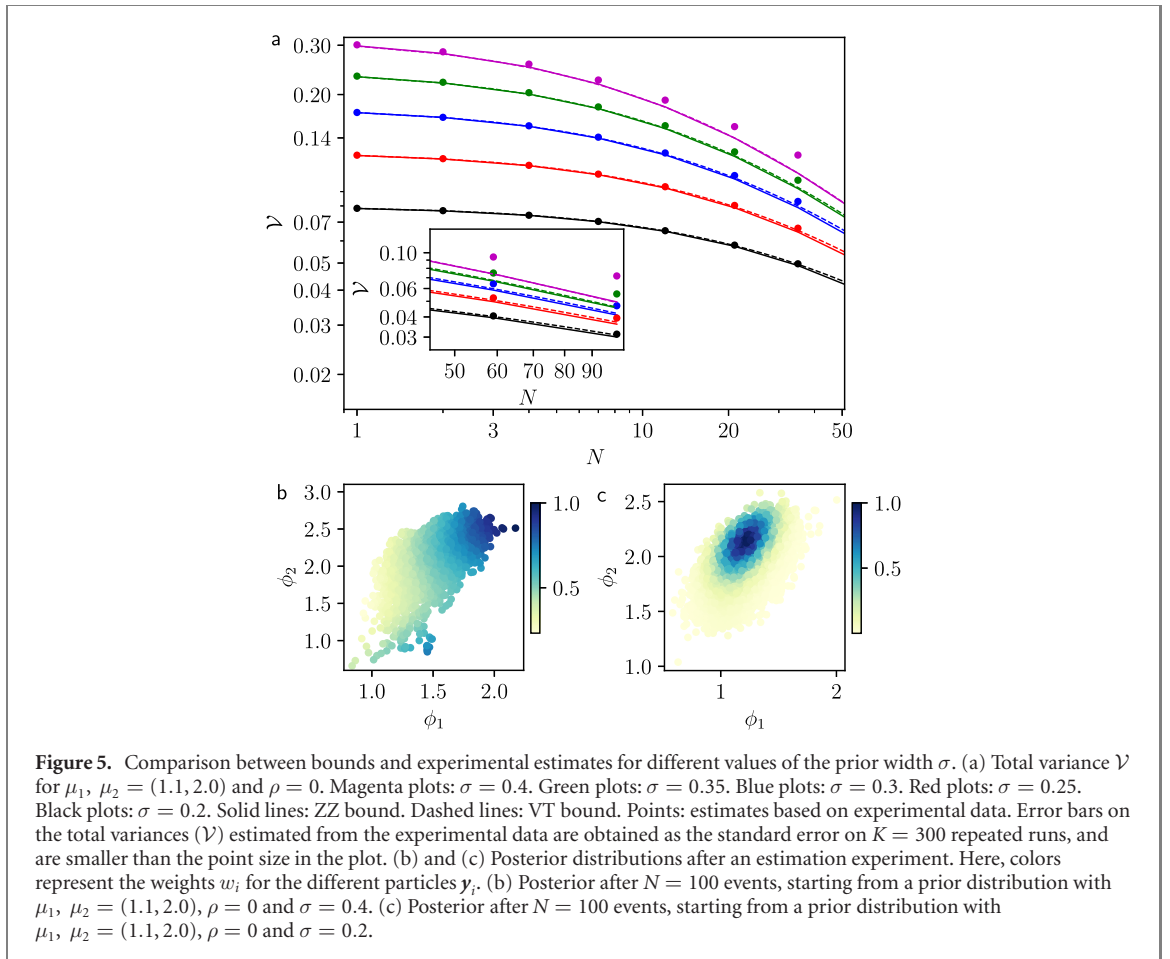 a
0.30
0.20
0.14
0.07
0.05
0.04
0.03
0.02
𝒱
0.10
0.06
0.04
0.03
𝒱
50 60 70 80 90
N
1 3 10 20 50
N
b
3.0
2.5
2.0
1.5
1.0
ϕ₂
1.0 1.5 2.0
ϕ₁
1.0
0.5
c
2.5
2.0
1.5
1.0
ϕ₂
1 2
ϕ₁
1.0
0.5
Figure 5. Comparison between bounds and experimental estimates for different values of the prior width σ. (a) Total variance 𝒱
for μ₁, μ₂ = (1.1, 2.0) and ρ = 0. Magenta plots: σ = 0.4. Green plots: σ = 0.35. Blue plots: σ = 0.3. Red plots: σ = 0.25.
Black plots: σ = 0.2. Solid lines: ZZ bound. Dashed lines: VT bound. Points: estimates based on experimental data. Error bars on
the total variances (𝒱) estimated from the experimental data are obtained as the standard error on K = 300 repeated runs, and
are smaller than the point size in the plot. (b) and (c) Posterior distributions after an estimation experiment. Here, colors
represent the weights wᵢ for the different particles yᵢ. (b) Posterior after N = 100 events, starting from a prior distribution with
μ₁, μ₂ = (1.1, 2.0), ρ = 0 and σ = 0.4. (c) Posterior after N = 100 events, starting from a prior distribution with
μ₁, μ₂ = (1.1, 2.0), ρ = 0 and σ = 0.2.